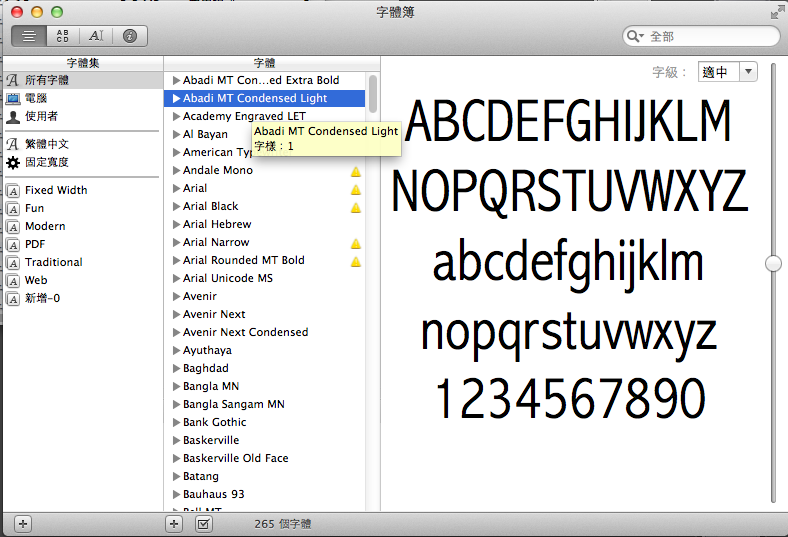 字體簿
AB
CD
全部
字體集
所有字體
電腦
使用者
繁體中文
固定寬度
Fixed Width
Fun
Modern
PDF
Traditional
Web
新增-0
字體
Abadi MT Con...ed Extra Bold
Abadi MT Condensed Light
Academy Engraved LET
Al Bayan
American Typ
Andale Mono
Arial
Arial Black
Arial Hebrew
Arial Narrow
Arial Rounded MT Bold
Arial Unicode MS
Avenir
Avenir Next
Avenir Next Condensed
Ayuthaya
Baghdad
Bangla MN
Bangla Sangam MN
Bank Gothic
Baskerville
Baskerville Old Face
Batang
Bauhaus 93
Abadi MT Condensed Light
字樣：1
字級： 適中
ABCDEFGHIJKLM
NOPQRSTUVWXYZ
abcdefghijklm
nopqrstuvwxyz
1234567890
265 個字體